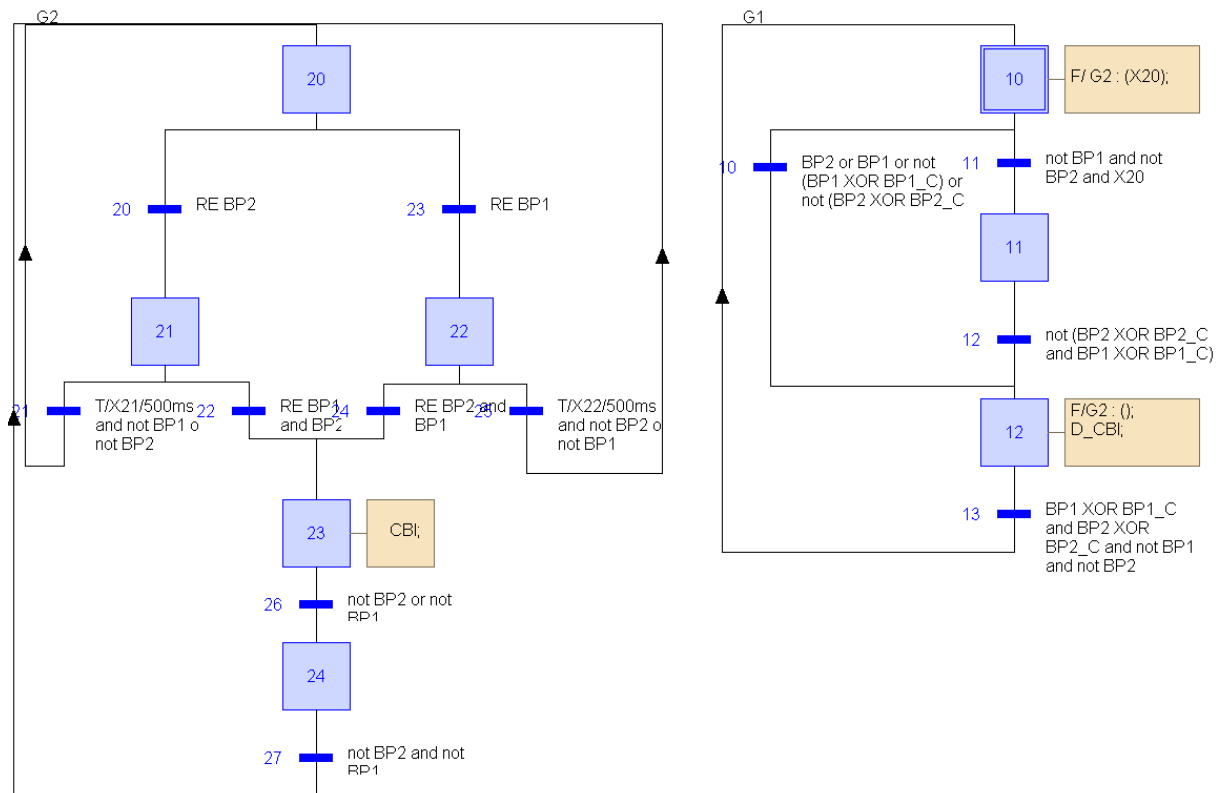 G2
20
20
RE BP2
23
RE BP1
21
22
21
T/X21/500ms
and not BP1 o
not BP2
22
RE BP1
and BP2
24
RE BP2 and
BP1
T/X22/500ms
and not BP2 o
not BP1
23
CBI;
26
not BP2 or not
BP1
24
27
not BP2 and not
BP1
G1
10
F/ G2 : (X20);
10
BP2 or BP1 or not
(BP1 XOR BP1_C) or
not (BP2 XOR BP2_C
11
not BP1 and not
BP2 and X20
11
12
not (BP2 XOR BP2_C
and BP1 XOR BP1_C)
12
F/G2 : ();
D_CBI;
13
BP1 XOR BP1_C
and BP2 XOR
BP2_C and not BP1
and not BP2